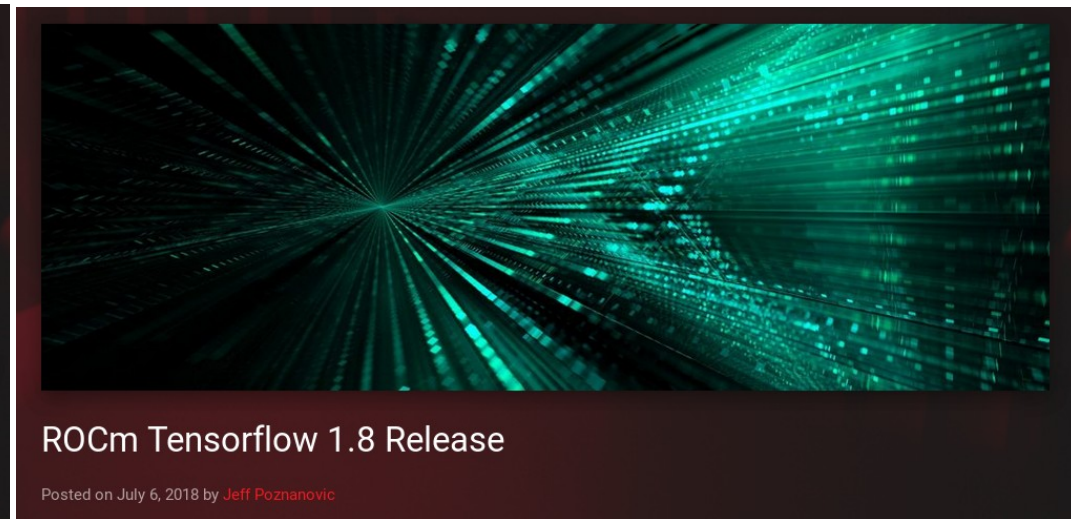 ROCm Tensorflow 1.8 Release
Posted on July 6, 2018 by Jeff Poznanovic